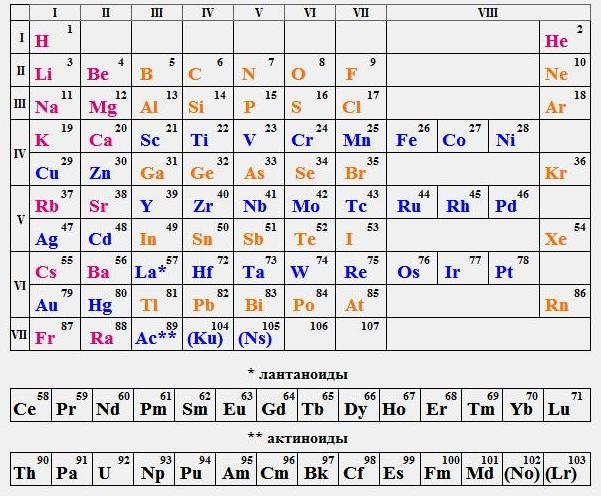 I II III IV V VI VII VIII
I H 1 He 2
II Li 3 Be 4 B 5 C 6 N 7 O 8 F 9 Ne 10
III Na 11 Mg 12 Al 13 Si 14 P 15 S 16 Cl 17 Ar 18
IV K 19 Ca 20 Sc 21 Ti 22 V 23 Cr 24 Mn 25 Fe 26 Co 27 Ni 28
Cu 29 Zn 30 Ga 31 Ge 32 As 33 Se 34 Br 35 Kr 36
V Rb 37 Sr 38 Y 39 Zr 40 Nb 41 Mo 42 Tc 43 Ru 44 Rh 45 Pd 46
Ag 47 Cd 48 In 49 Sn 50 Sb 51 Te 52 I 53 Xe 54
VI Cs 55 Ba 56 La* 57 Hf 72 Ta 73 W 74 Re 75 Os 76 Ir 77 Pt 78
Au 79 Hg 80 Tl 81 Pb 82 Bi 83 Po 84 At 85 Rn 86
VII Fr 87 Ra 88 Ac** 89 (Ku) 104 (Ns) 105 106 107
* лантаноиды
Ce 58 Pr 59 Nd 60 Pm 61 Sm 62 Eu 63 Gd 64 Tb 65 Dy 66 Ho 67 Er 68 Tm 69 Yb 70 Lu 71
** актиноиды
Th 90 Pa 91 U 92 Np 93 Pu 94 Am 95 Cm 96 Bk 97 Cf 98 Es 99 Fm 100 Md 101 (No) 102 (Lr) 103